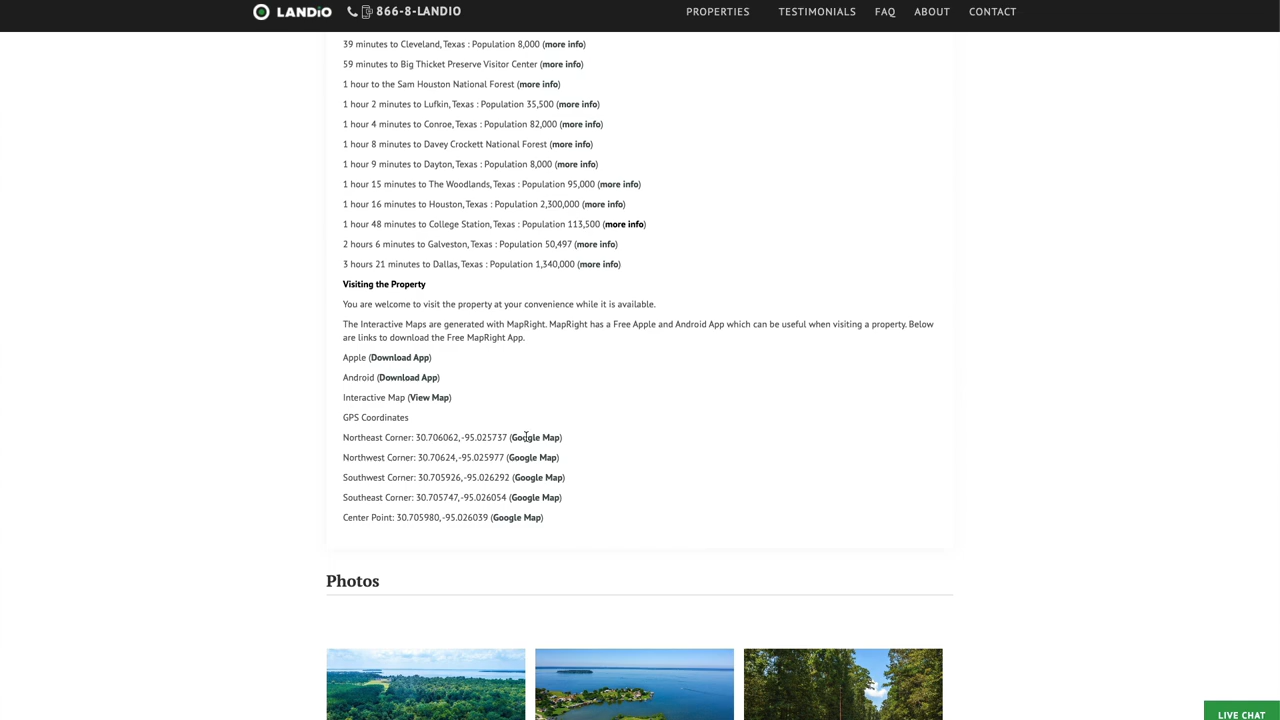 LANDiO 866-8-LANDIO PROPERTIES TESTIMONIALS FAQ ABOUT CONTACT
39 minutes to Cleveland, Texas : Population 8,000 (more info)
59 minutes to Big Thicket Preserve Visitor Center (more info)
1 hour to the Sam Houston National Forest (more info)
1 hour 2 minutes to Lufkin, Texas : Population 35,500 (more info)
1 hour 4 minutes to Conroe, Texas : Population 82,000 (more info)
1 hour 8 minutes to Davey Crockett National Forest (more info)
1 hour 9 minutes to Dayton, Texas : Population 8,000 (more info)
1 hour 15 minutes to The Woodlands, Texas : Population 95,000 (more info)
1 hour 16 minutes to Houston, Texas : Population 2,300,000 (more info)
1 hour 48 minutes to College Station, Texas : Population 113,500 (more info)
2 hours 6 minutes to Galveston, Texas : Population 50,497 (more info)
3 hours 21 minutes to Dallas, Texas : Population 1,340,000 (more info)
Visiting the Property
You are welcome to visit the property at your convenience while it is available.
The Interactive Maps are generated with MapRight. MapRight has a Free Apple and Android App which can be useful when visiting a property. Below
are links to download the Free MapRight App.
Apple (Download App)
Android (Download App)
Interactive Map (View Map)
GPS Coordinates
Northeast Corner: 30.706062, -95.025737 (Google Map)
Northwest Corner: 30.70624, -95.025977 (Google Map)
Southwest Corner: 30.705926, -95.026292 (Google Map)
Southeast Corner: 30.705747, -95.026054 (Google Map)
Center Point: 30.705980, -95.026039 (Google Map)
Photos
LIVE CHAT